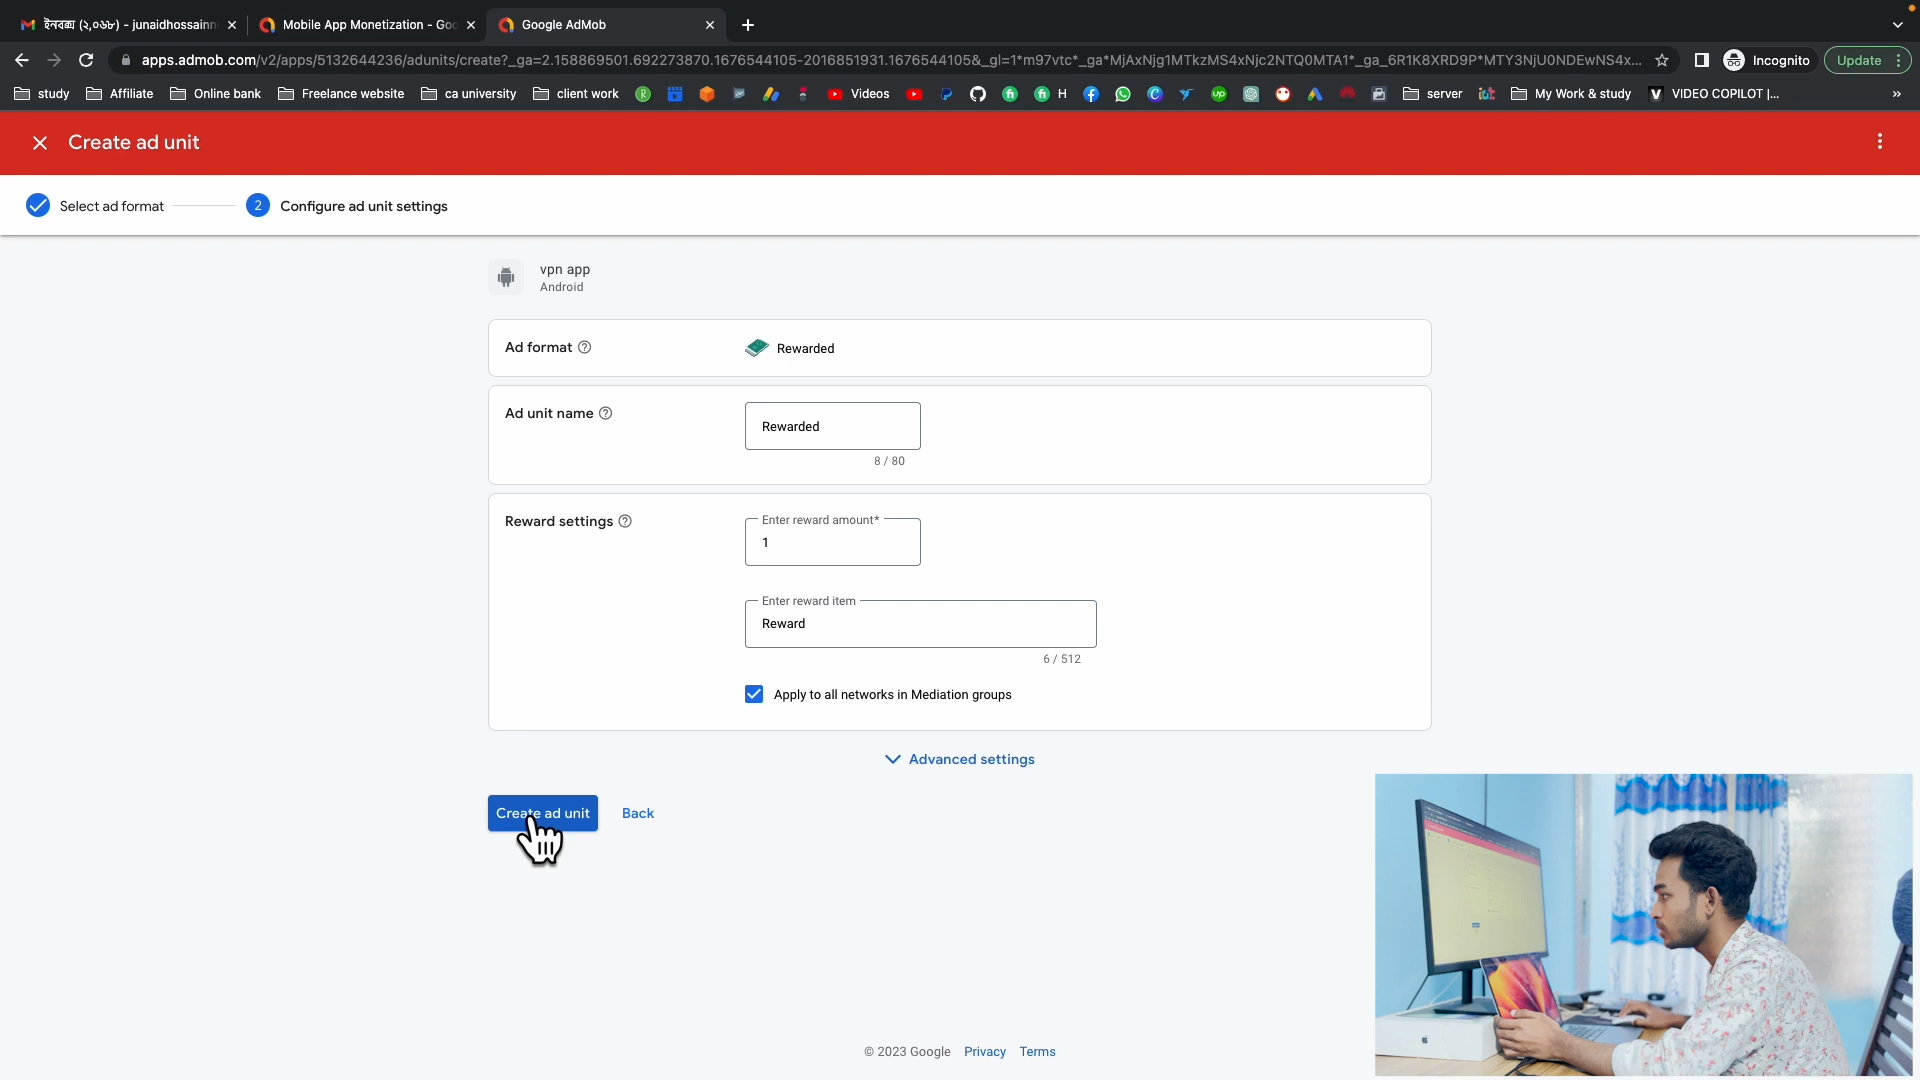 ইনবক্স (২,০৬৮) - junaidhossainn
Mobile App Monetization - Goo
Google AdMob
apps.admob.com/v2/apps/5132644236/adunits/create?_ga=2.158869501.692273870.1676544105-2016851931.1676544105&_gl=1*m97vtc*_ga*MjAxNjg1MTkzMS4xNjc2NTQ0MTA1*_ga_6R1K8XRD9P*MTY3NjU0NDEwNS4x...
Incognito
Update
study
Affiliate
Online bank
Freelance website
ca university
client work
Videos
H
server
My Work & study
VIDEO COPILOT |...
»
Create ad unit
Select ad format
2
Configure ad unit settings
vpn app
Android
Ad format
Rewarded
Ad unit name
Rewarded
8 / 80
Reward settings
Enter reward amount*
1
Enter reward item
Reward
6 / 512
Apply to all networks in Mediation groups
Advanced settings
Create ad unit
Back
© 2023 Google Privacy Terms